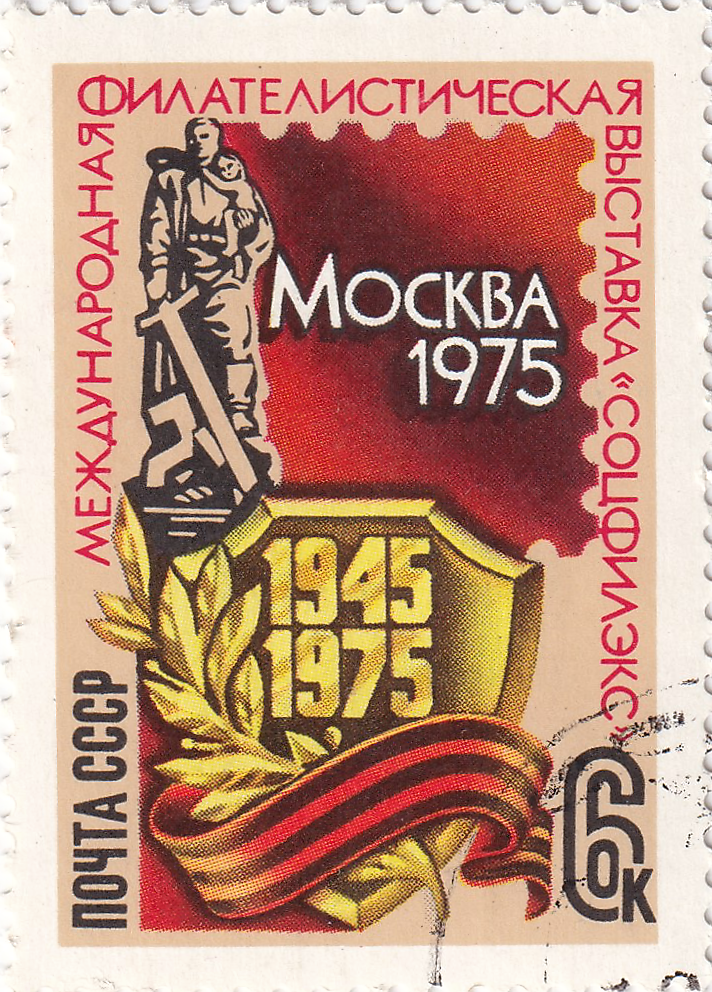 МЕЖДУНАРОДНАЯ
ФИЛАТЕЛИСТИЧЕСКАЯ
ВЫСТАВКА «СОЦФИЛЭКС»
МОСКВА
1975
1945
1975
ПОЧТА СССР
6к